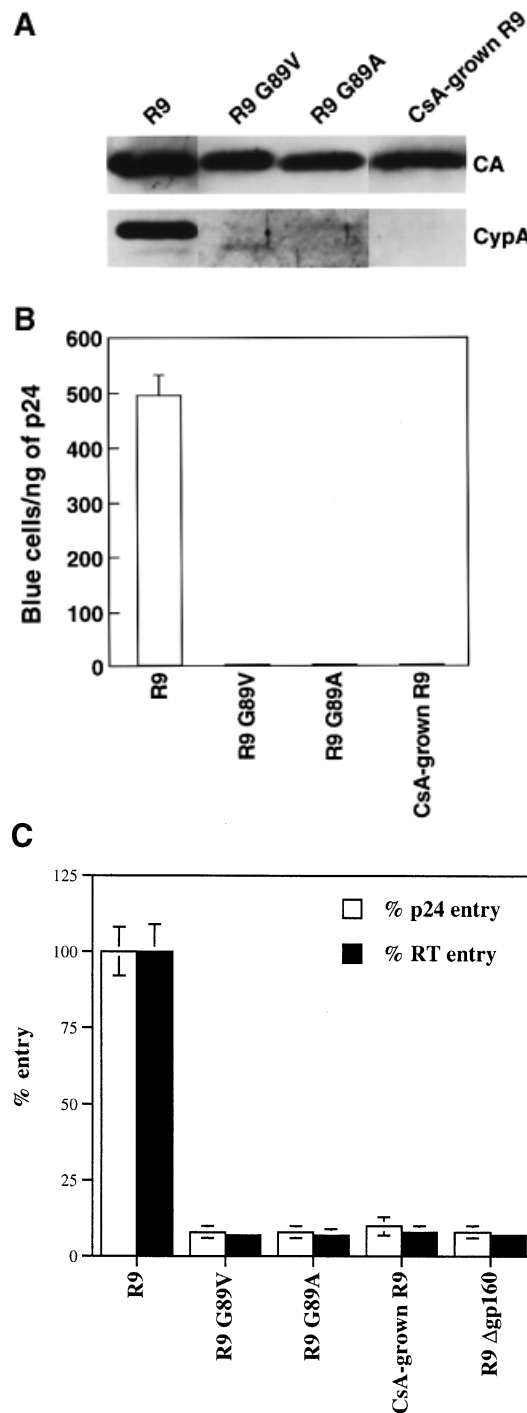 A
R9
R9 G89V
R9 G89A
CsA-grown R9
CA
CypA
B
Blue cells/ng of p24
600
500
400
300
200
100
0
R9
R9 G89V
R9 G89A
CsA-grown R9
C
% entry
125
100
75
50
25
0
% p24 entry
% RT entry
R9
R9 G89V
R9 G89A
CsA-grown R9
R9 Δgp160